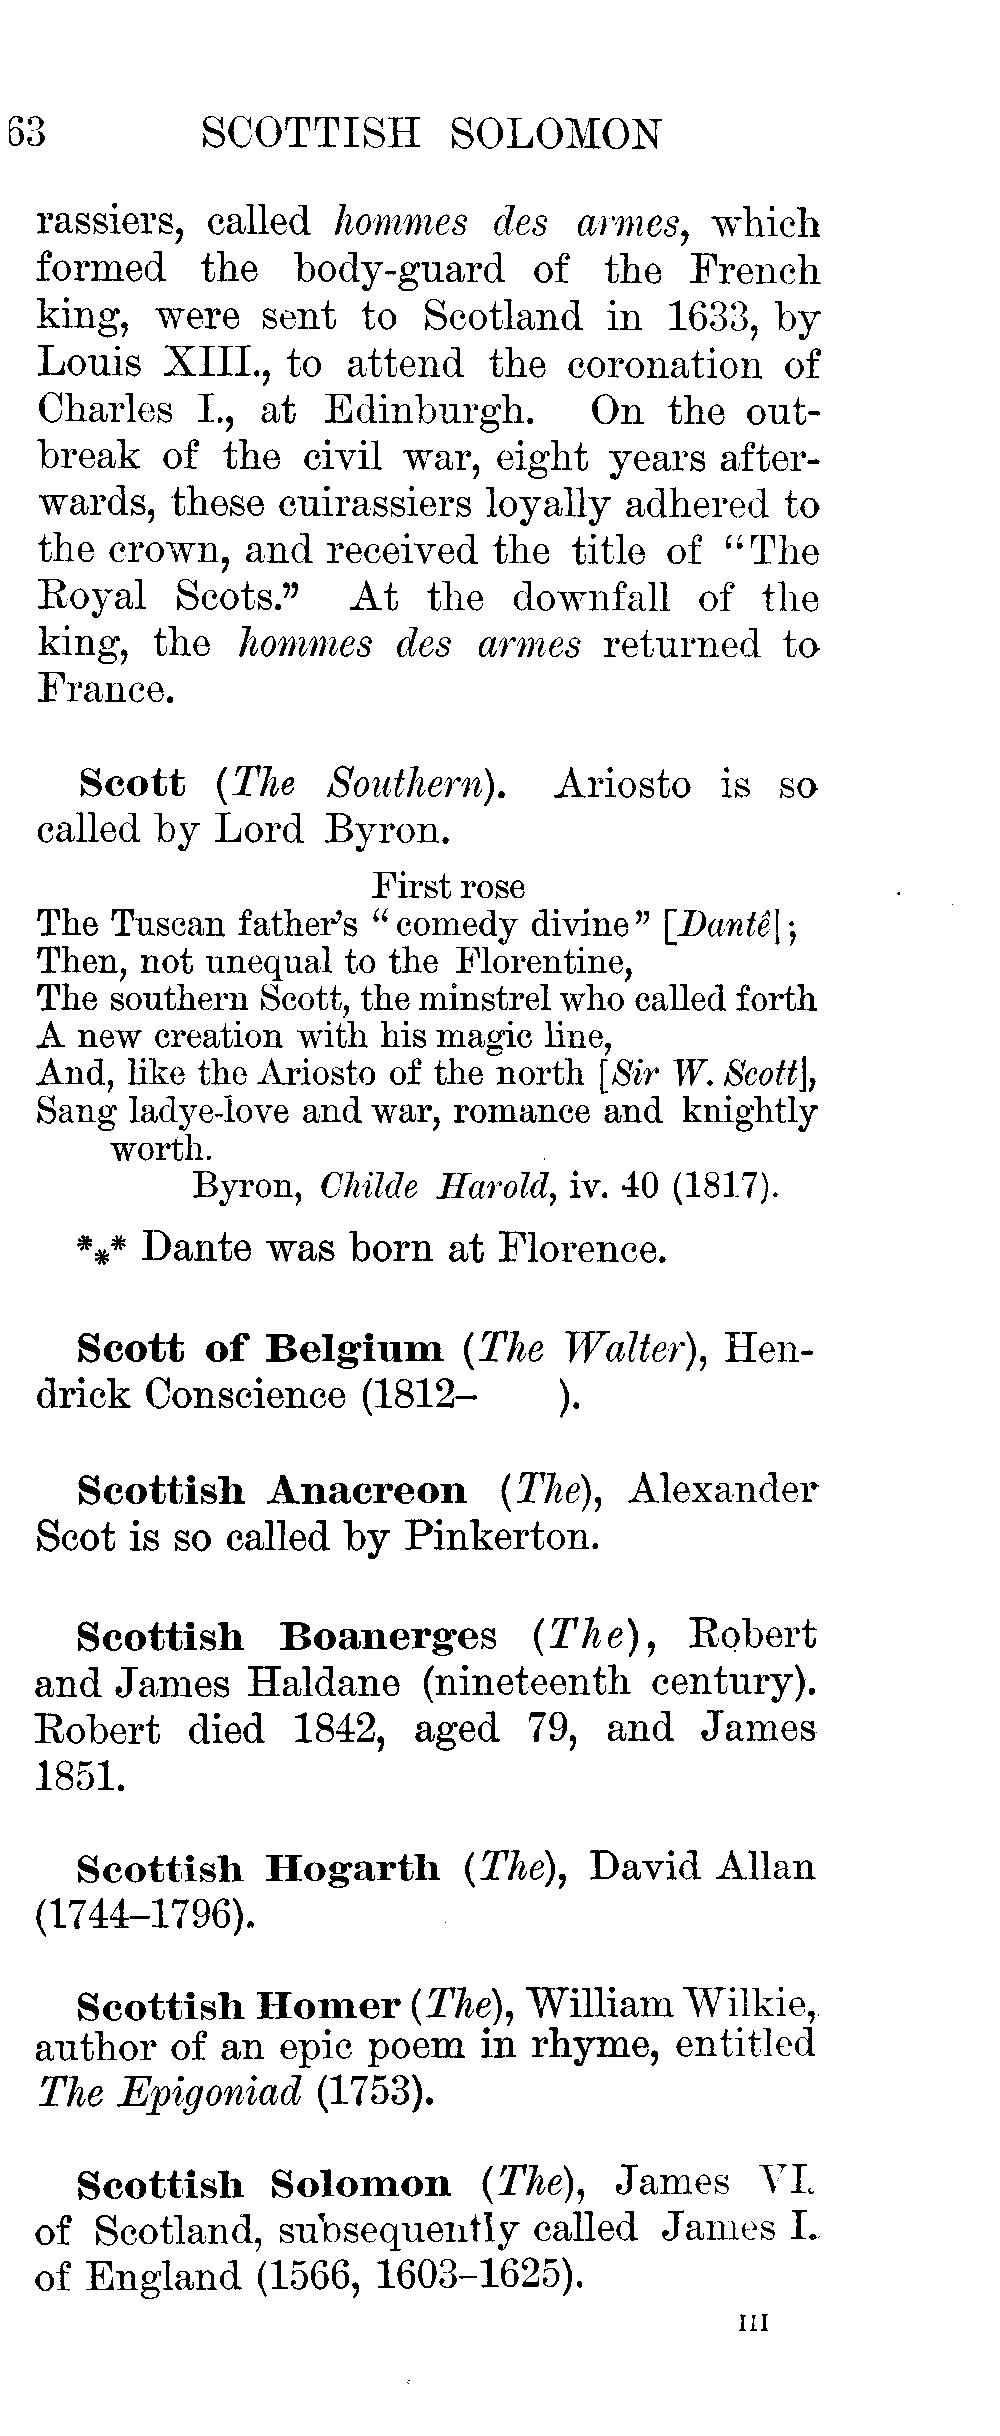 63 SCOTTISH SOLOMON
rassiers, called hommes des armes, which
formed the body-guard of the French
king, were sent to Scotland in 1633, by
Louis XIII., to attend the coronation of
Charles I., at Edinburgh. On the out-
break of the civil war, eight years after-
wards, these cuirassiers loyally adhered to
the crown, and received the title of "The
Royal Scots." At the downfall of the
king, the hommes des armes returned to
France.
Scott (The Southern). Ariosto is so
called by Lord Byron.
First rose
The Tuscan father's "comedy divine" [Dantê];
Then, not unequal to the Florentine,
The southern Scott, the minstrel who called forth
A new creation with his magic line,
And, like the Ariosto of the north [Sir W. Scott],
Sang ladye-love and war, romance and knightly
worth.
Byron, Childe Harold, iv. 40 (1817).
*** Dante was born at Florence.
Scott of Belgium (The Walter), Hen-
drick Conscience (1812– ).
Scottish Anacreon (The), Alexander
Scot is so called by Pinkerton.
Scottish Boanerges (The), Robert
and James Haldane (nineteenth century).
Robert died 1842, aged 79, and James
1851.
Scottish Hogarth (The), David Allan
(1744–1796).
Scottish Homer (The), William Wilkie,
author of an epic poem in rhyme, entitled
The Epigoniad (1753).
Scottish Solomon (The), James VI.
of Scotland, subsequently called James I.
of England (1566, 1603–1625).
III